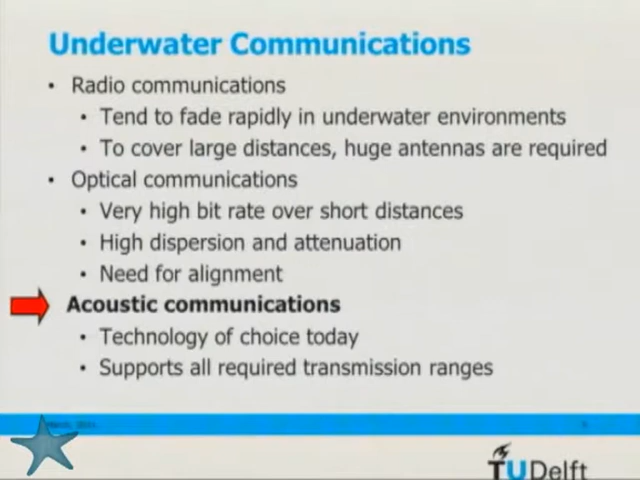 Underwater Communications
• Radio communications
• Tend to fade rapidly in underwater environments
• To cover large distances, huge antennas are required
• Optical communications
• Very high bit rate over short distances
• High dispersion and attenuation
• Need for alignment
Acoustic communications
• Technology of choice today
• Supports all required transmission ranges
TUDelft